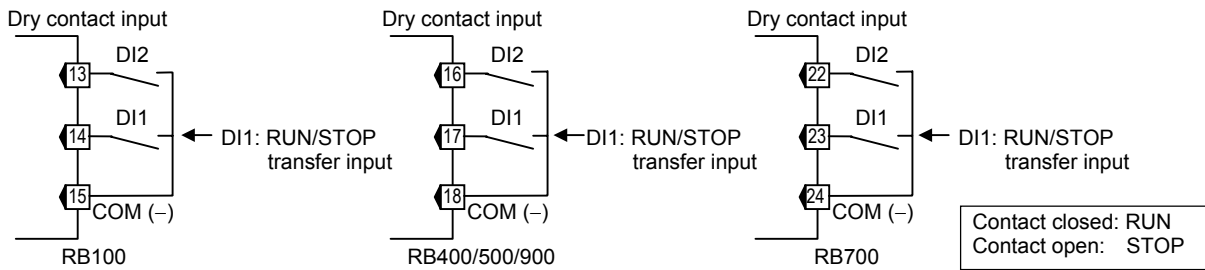 Dry contact input
13
DI2
14
DI1
DI1: RUN/STOP
transfer input
15
COM (−)
RB100
Dry contact input
16
DI2
17
DI1
DI1: RUN/STOP
transfer input
18
COM (−)
RB400/500/900
Dry contact input
22
DI2
23
DI1
DI1: RUN/STOP
transfer input
24
COM (−)
RB700
Contact closed: RUN
Contact open: STOP